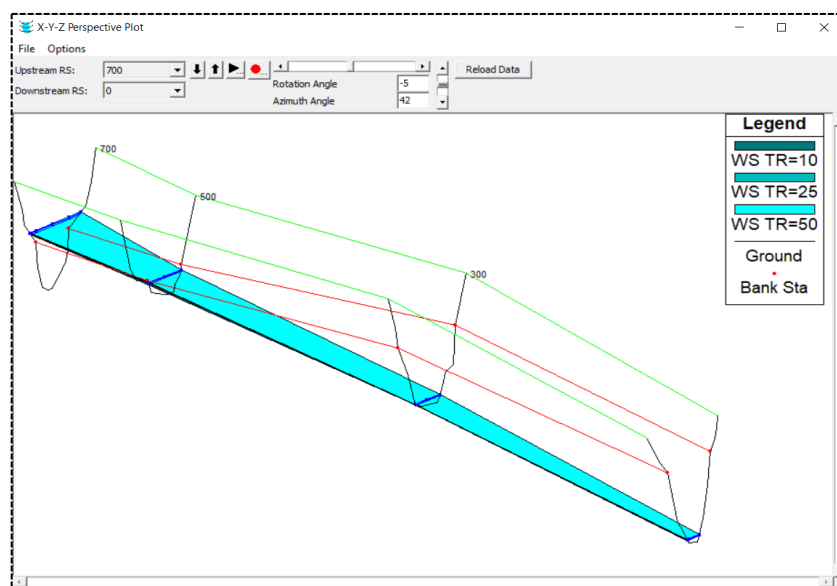 X-Y-Z Perspective Plot
File Options
Upstream RS: 700
Downstream RS: 0
Rotation Angle -5
Azimuth Angle 42
Reload Data
Legend
WS TR=10
WS TR=25
WS TR=50
Ground
Bank Sta
700
500
300